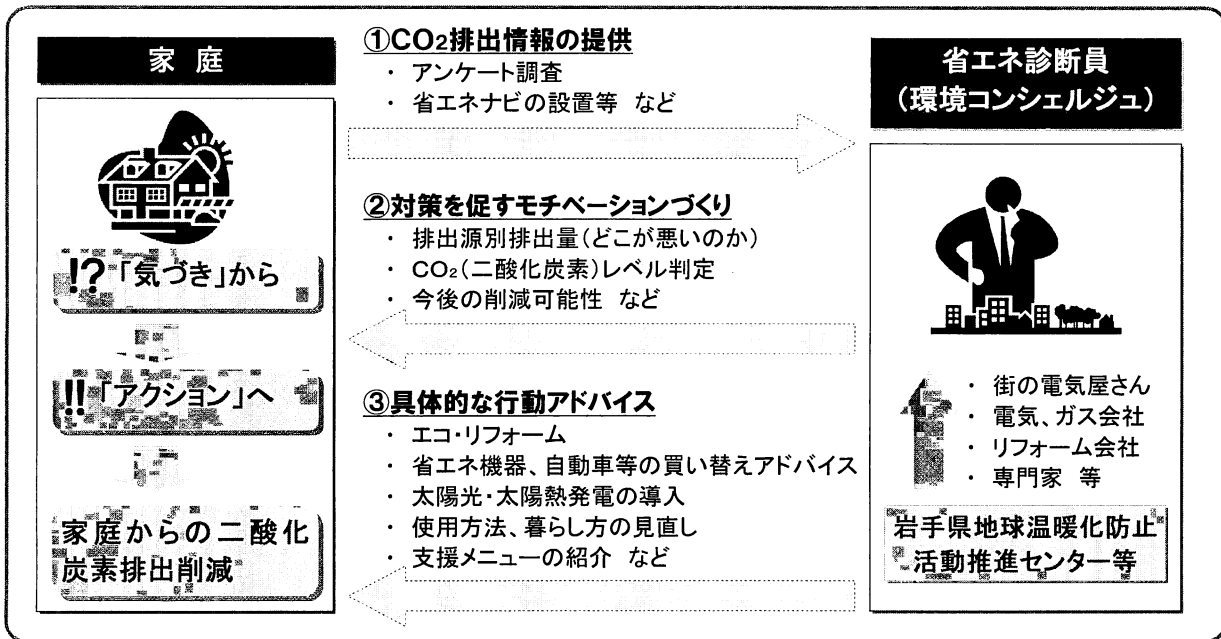 家 庭
!?「気づき」から
!!「アクション」へ
家庭からの二酸化
炭素排出削減
①CO₂排出情報の提供
・ アンケート調査
・ 省エネナビの設置等 など
②対策を促すモチベーションづくり
・ 排出源別排出量(どこが悪いのか)
・ CO₂(二酸化炭素)レベル判定
・ 今後の削減可能性 など
③具体的な行動アドバイス
・ エコ・リフォーム
・ 省エネ機器、自動車等の買い替えアドバイス
・ 太陽光・太陽熱発電の導入
・ 使用方法、暮らし方の見直し
・ 支援メニューの紹介 など
省エネ診断員
(環境コンシェルジュ)
・ 街の電気屋さん
・ 電気、ガス会社
・ リフォーム会社
・ 専門家 等
岩手県地球温暖化防止
活動推進センター等